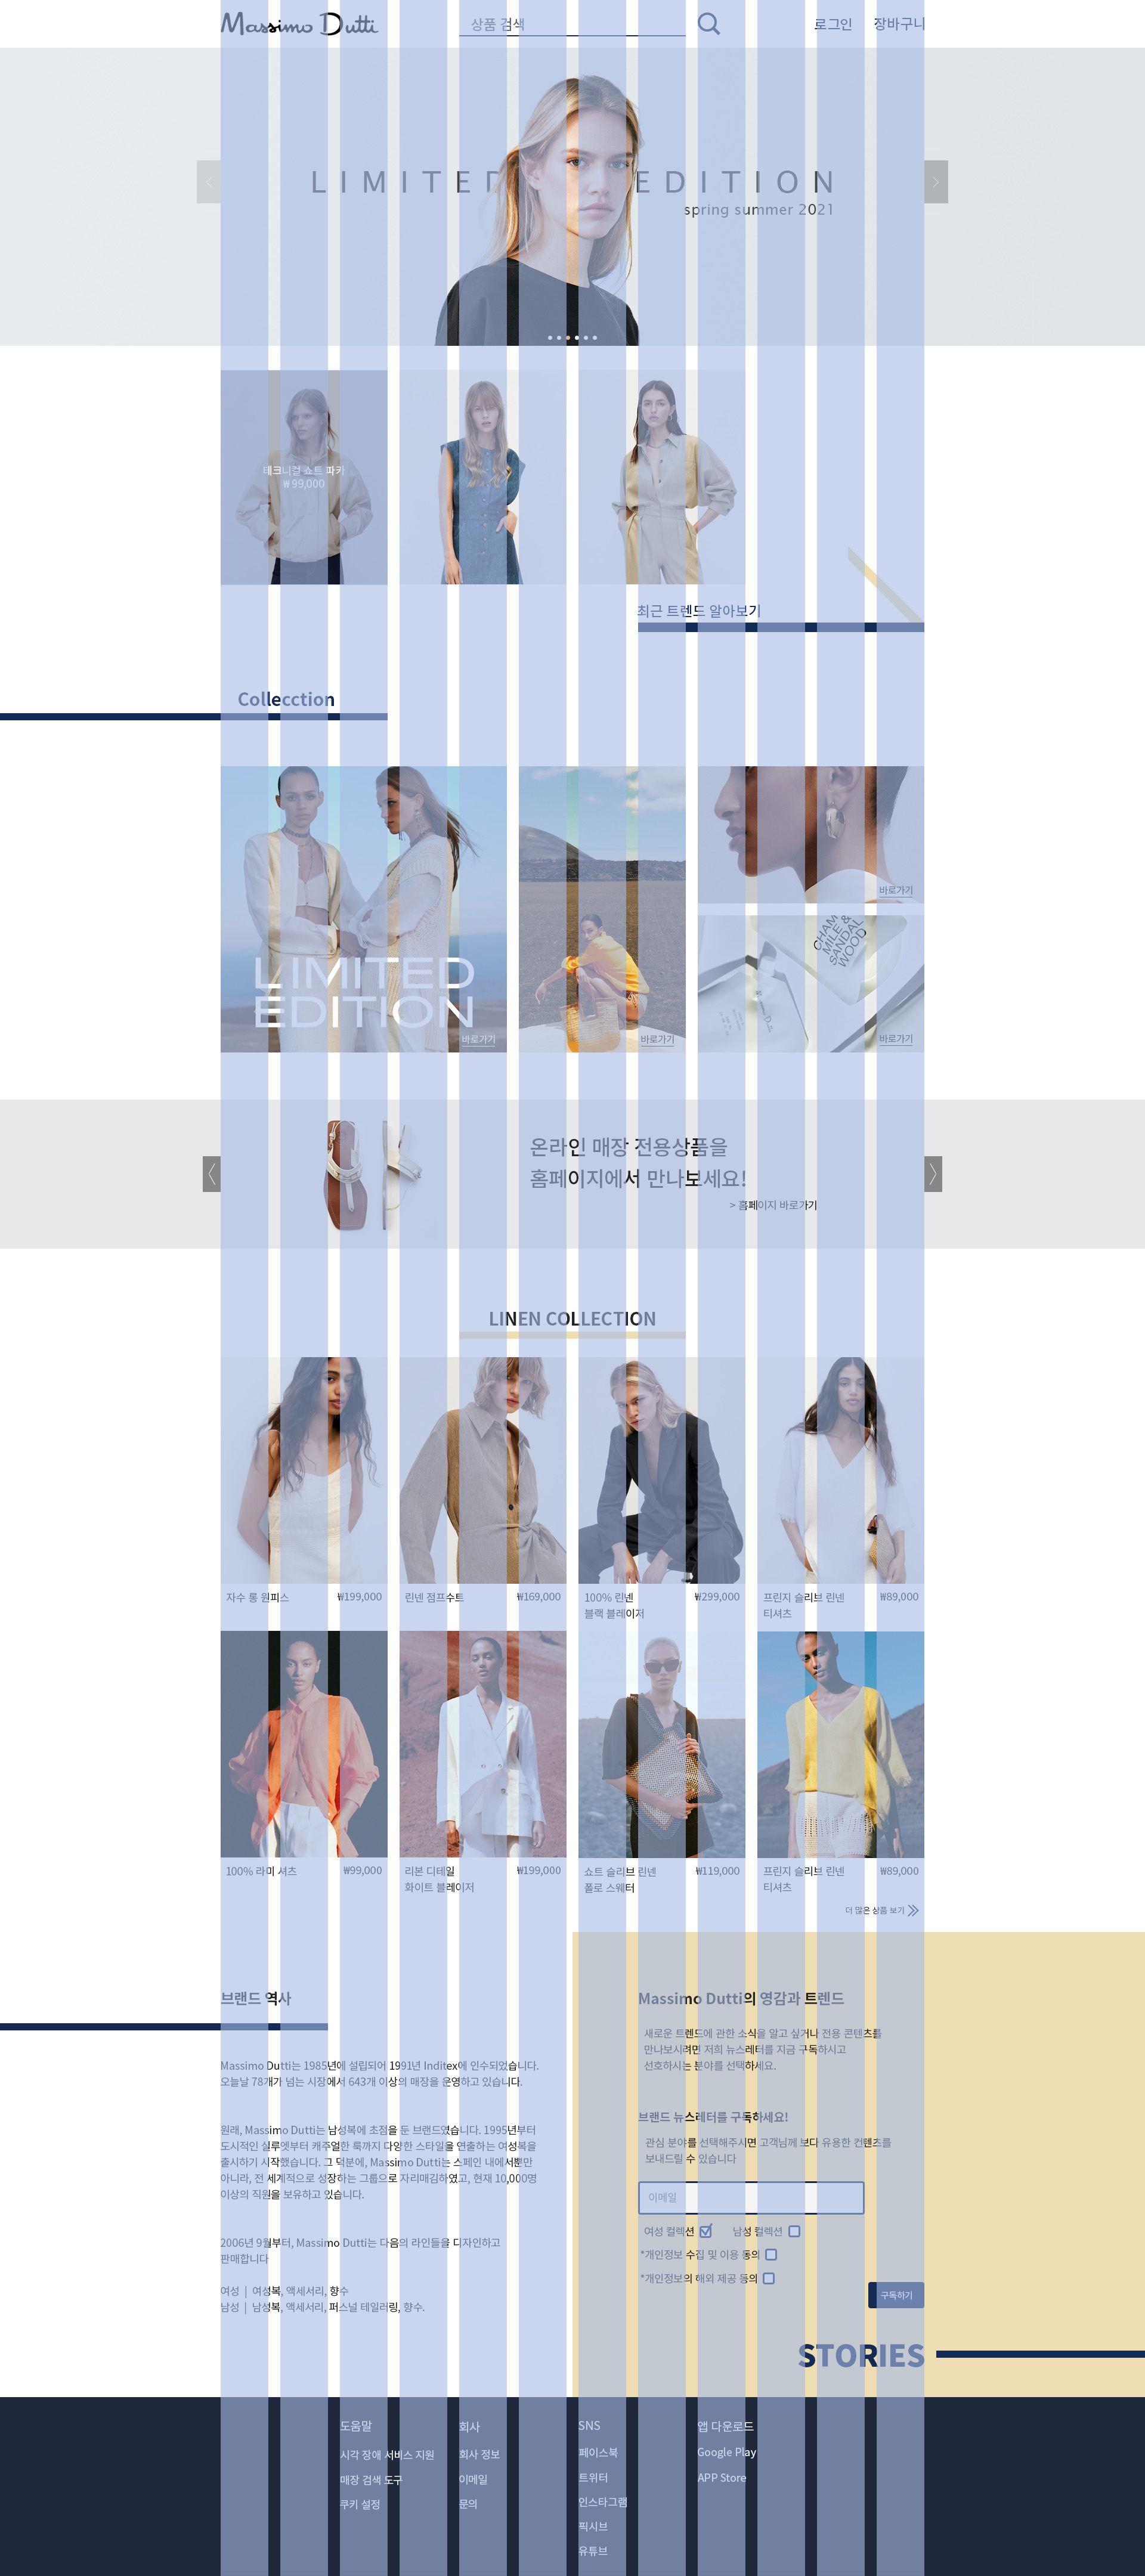 Massimo Dutti
상품 검색
로그인
장바구니
LIMITED EDITION
spring summer 2021
테크니컬 쇼트 파카
₩99,000
최근 트렌드 알아보기
Collecction
LIMITED
EDITION
바로가기
바로가기
바로가기
CHAM
MILE &
SANDAL
WOOD
바로가기
온라인 매장 전용상품을
홈페이지에서 만나보세요!
> 홈페이지 바로가기
LINEN COLLECTION
자수 롱 원피스 ₩199,000
린넨 점프수트 ₩169,000
100% 린넨 ₩299,000
블랙 블레이저
프린지 슬리브 린넨 ₩89,000
티셔츠
100% 라미 셔츠 ₩99,000
리본 디테일 ₩199,000
화이트 블레이저
쇼트 슬리브 린넨 ₩119,000
폴로 스웨터
프린지 슬리브 린넨 ₩89,000
티셔츠
더 많은 상품 보기
브랜드 역사
Massimo Dutti는 1985년에 설립되어 1991년 Inditex에 인수되었습니다.
오늘날 78개가 넘는 시장에서 643개 이상의 매장을 운영하고 있습니다.
원래, Massimo Dutti는 남성복에 초점을 둔 브랜드였습니다. 1995년부터
도시적인 실루엣부터 캐주얼한 룩까지 다양한 스타일을 연출하는 여성복을
출시하기 시작했습니다. 그 덕분에, Massimo Dutti는 스페인 내에서뿐만
아니라, 전 세계적으로 성장하는 그룹으로 자리매김하였고, 현재 10,000명
이상의 직원을 보유하고 있습니다.
2006년 9월부터, Massimo Dutti는 다음의 라인들을 디자인하고
판매합니다
여성 | 여성복, 액세서리, 향수
남성 | 남성복, 액세서리, 퍼스널 테일러링, 향수.
Massimo Dutti의 영감과 트렌드
새로운 트렌드에 관한 소식을 알고 싶거나 전용 콘텐츠를
만나보시려면 저희 뉴스레터를 지금 구독하시고
선호하시는 분야를 선택하세요.
브랜드 뉴스레터를 구독하세요!
관심 분야를 선택해주시면 고객님께 보다 유용한 컨텐츠를
보내드릴 수 있습니다
이메일
여성 컬렉션 남성 컬렉션
*개인정보 수집 및 이용 동의
*개인정보의 해외 제공 동의
구독하기
STORIES
도움말
시각 장애 서비스 지원
매장 검색 도구
쿠키 설정
회사
회사 정보
이메일
문의
SNS
페이스북
트위터
인스타그램
픽시브
유튜브
앱 다운로드
Google Play
APP Store